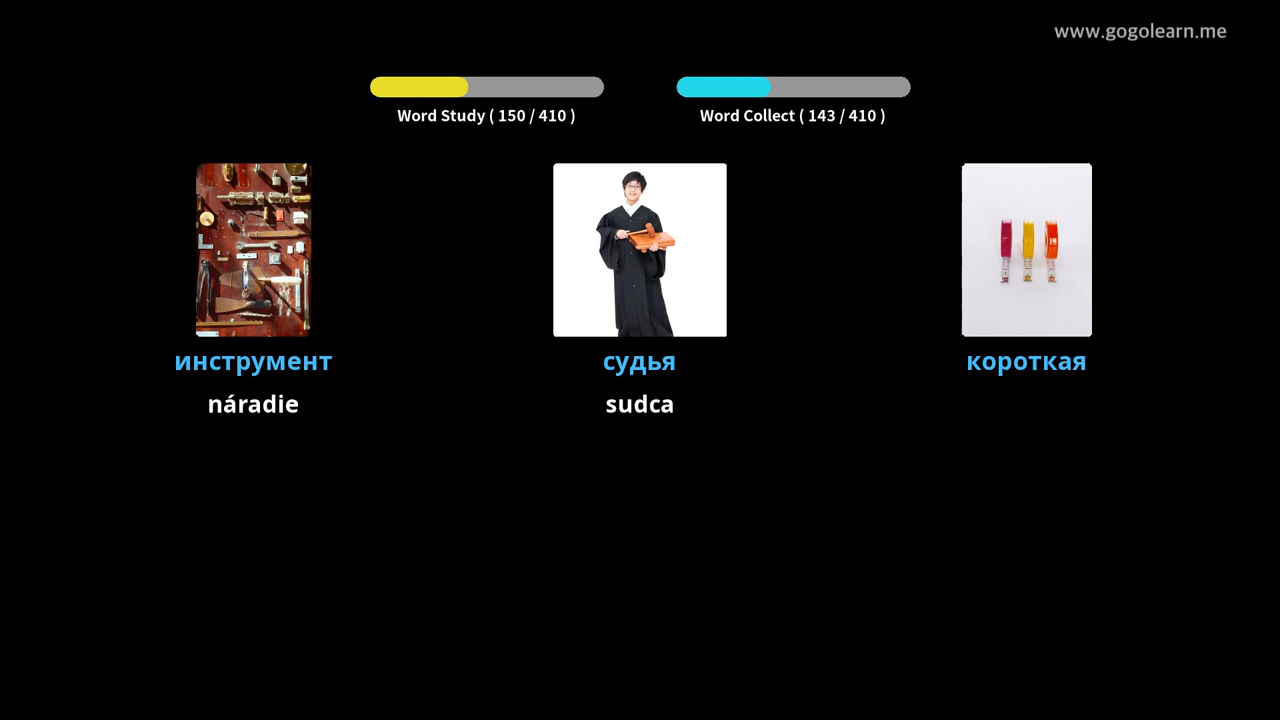 www.gogolearn.me
Word Study ( 150 / 410 )
Word Collect ( 143 / 410 )
инструмент
náradie
судья
sudca
короткая